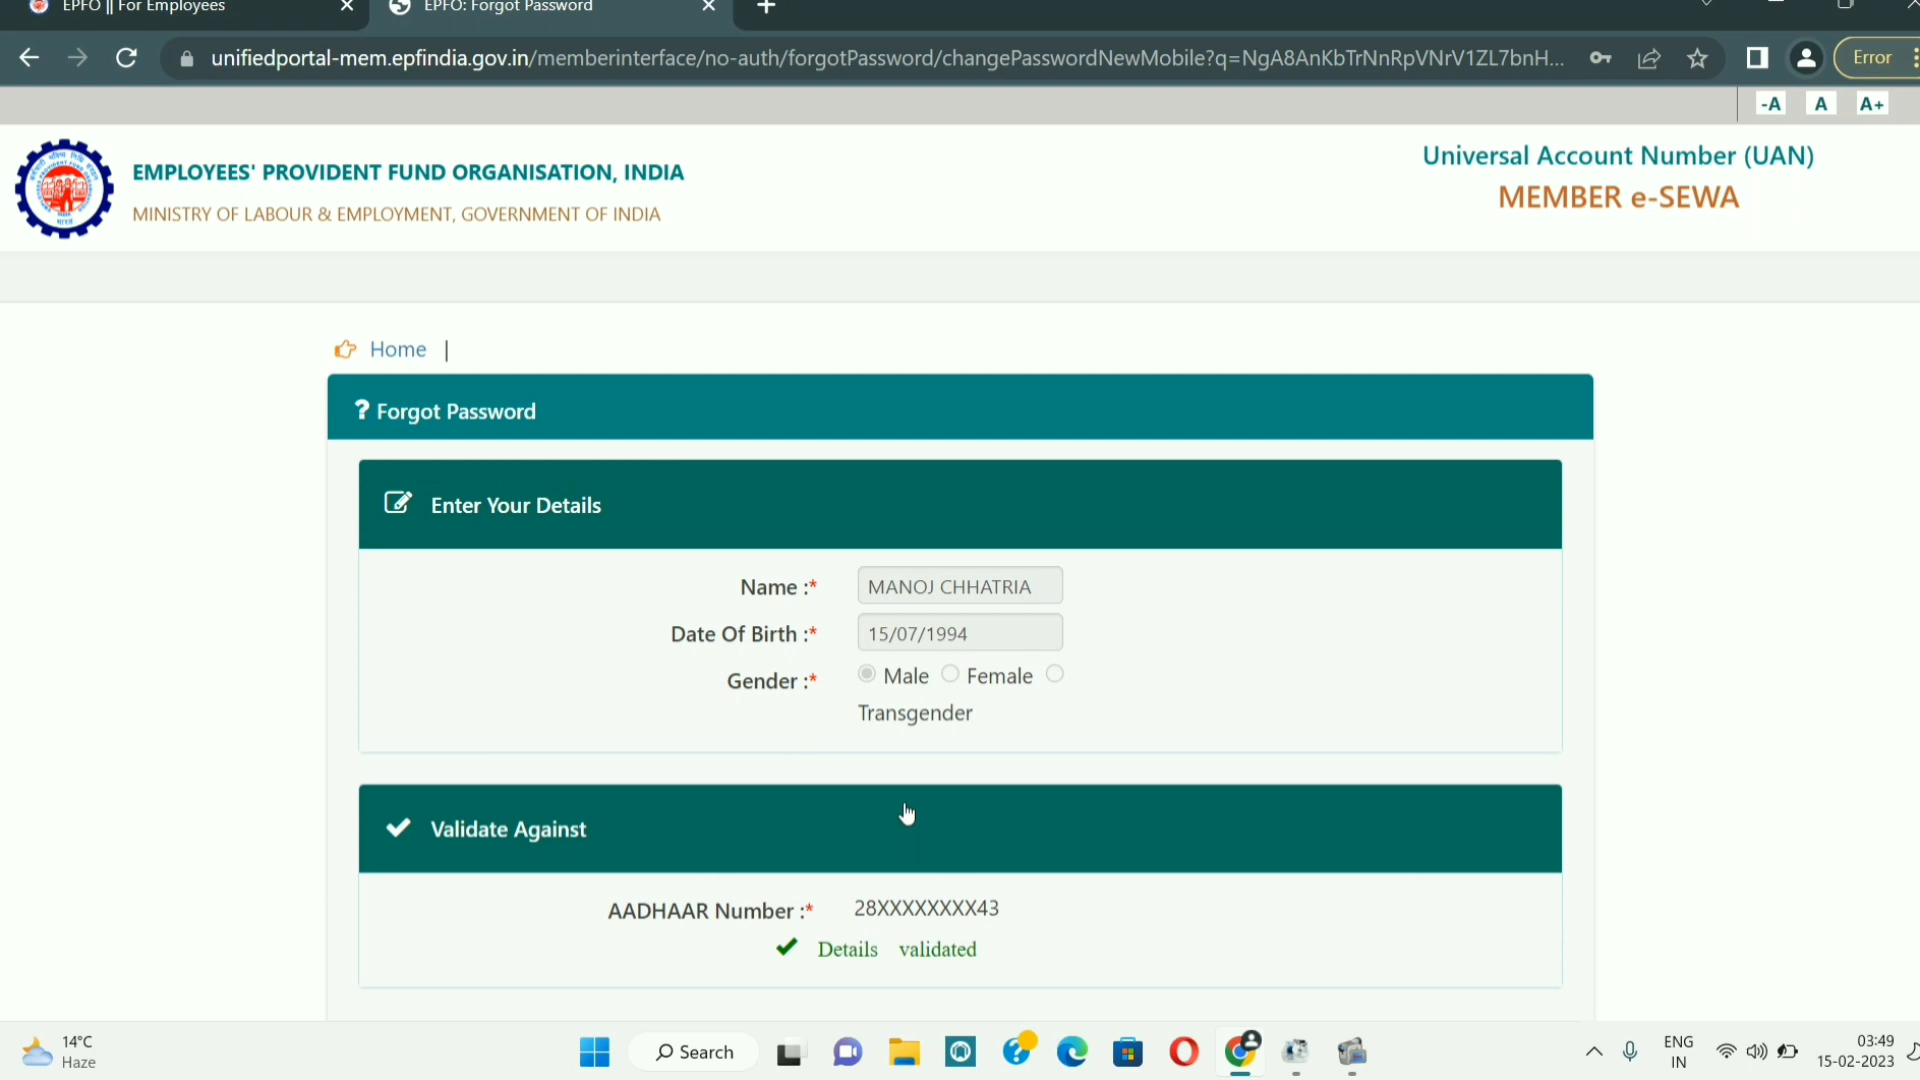 EPFO || For Employees
EPFO: Forgot Password
unifiedportal-mem.epfindia.gov.in/memberinterface/no-auth/forgotPassword/changePasswordNewMobile?q=NgA8AnKbTrNnRpVNrV1ZL7bnH...
Error
-A A A+
EMPLOYEES' PROVIDENT FUND ORGANISATION, INDIA
MINISTRY OF LABOUR & EMPLOYMENT, GOVERNMENT OF INDIA
Universal Account Number (UAN)
MEMBER e-SEWA
Home |
? Forgot Password
Enter Your Details
Name :* MANOJ CHHATRIA
Date Of Birth :* 15/07/1994
Gender :* Male Female
Transgender
Validate Against
AADHAAR Number :* 28XXXXXXXX43
Details validated
14°C
Haze
Search
ENG
IN
03:49
15-02-2023